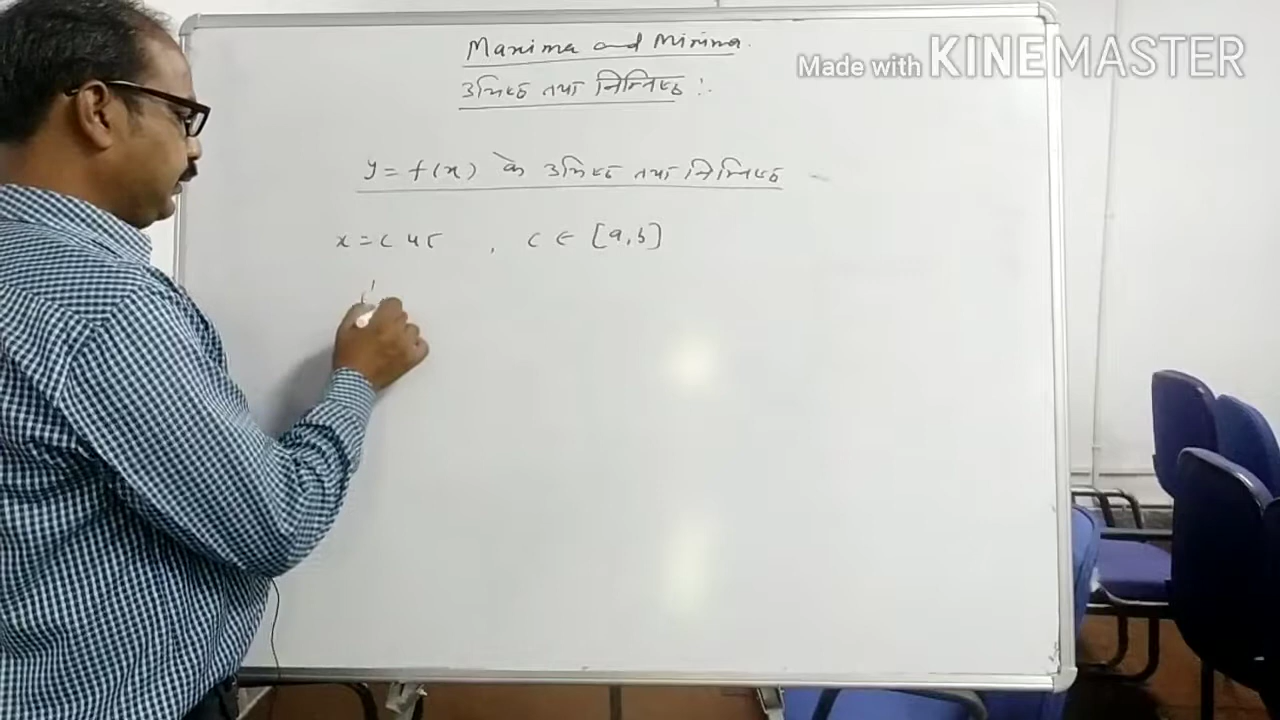 Maxima and Minima.
Made with KINEMASTER
उच्चिष्ठ तथा निम्निष्ठ :.
y = f(x) के उच्चिष्ठ तथा निम्निष्ठ
x = c पर , c ∈ [a, b]